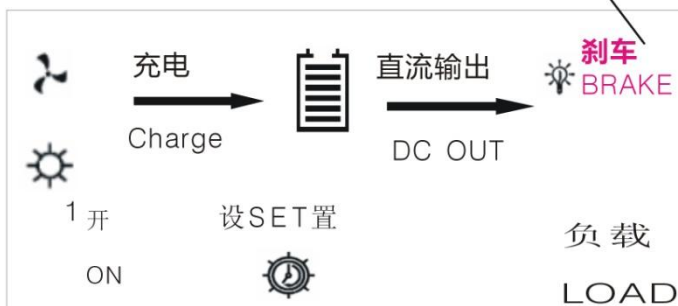 充电
Charge
直流输出
DC OUT
刹车
BRAKE
1 开
ON
设SET置
负载
LOAD